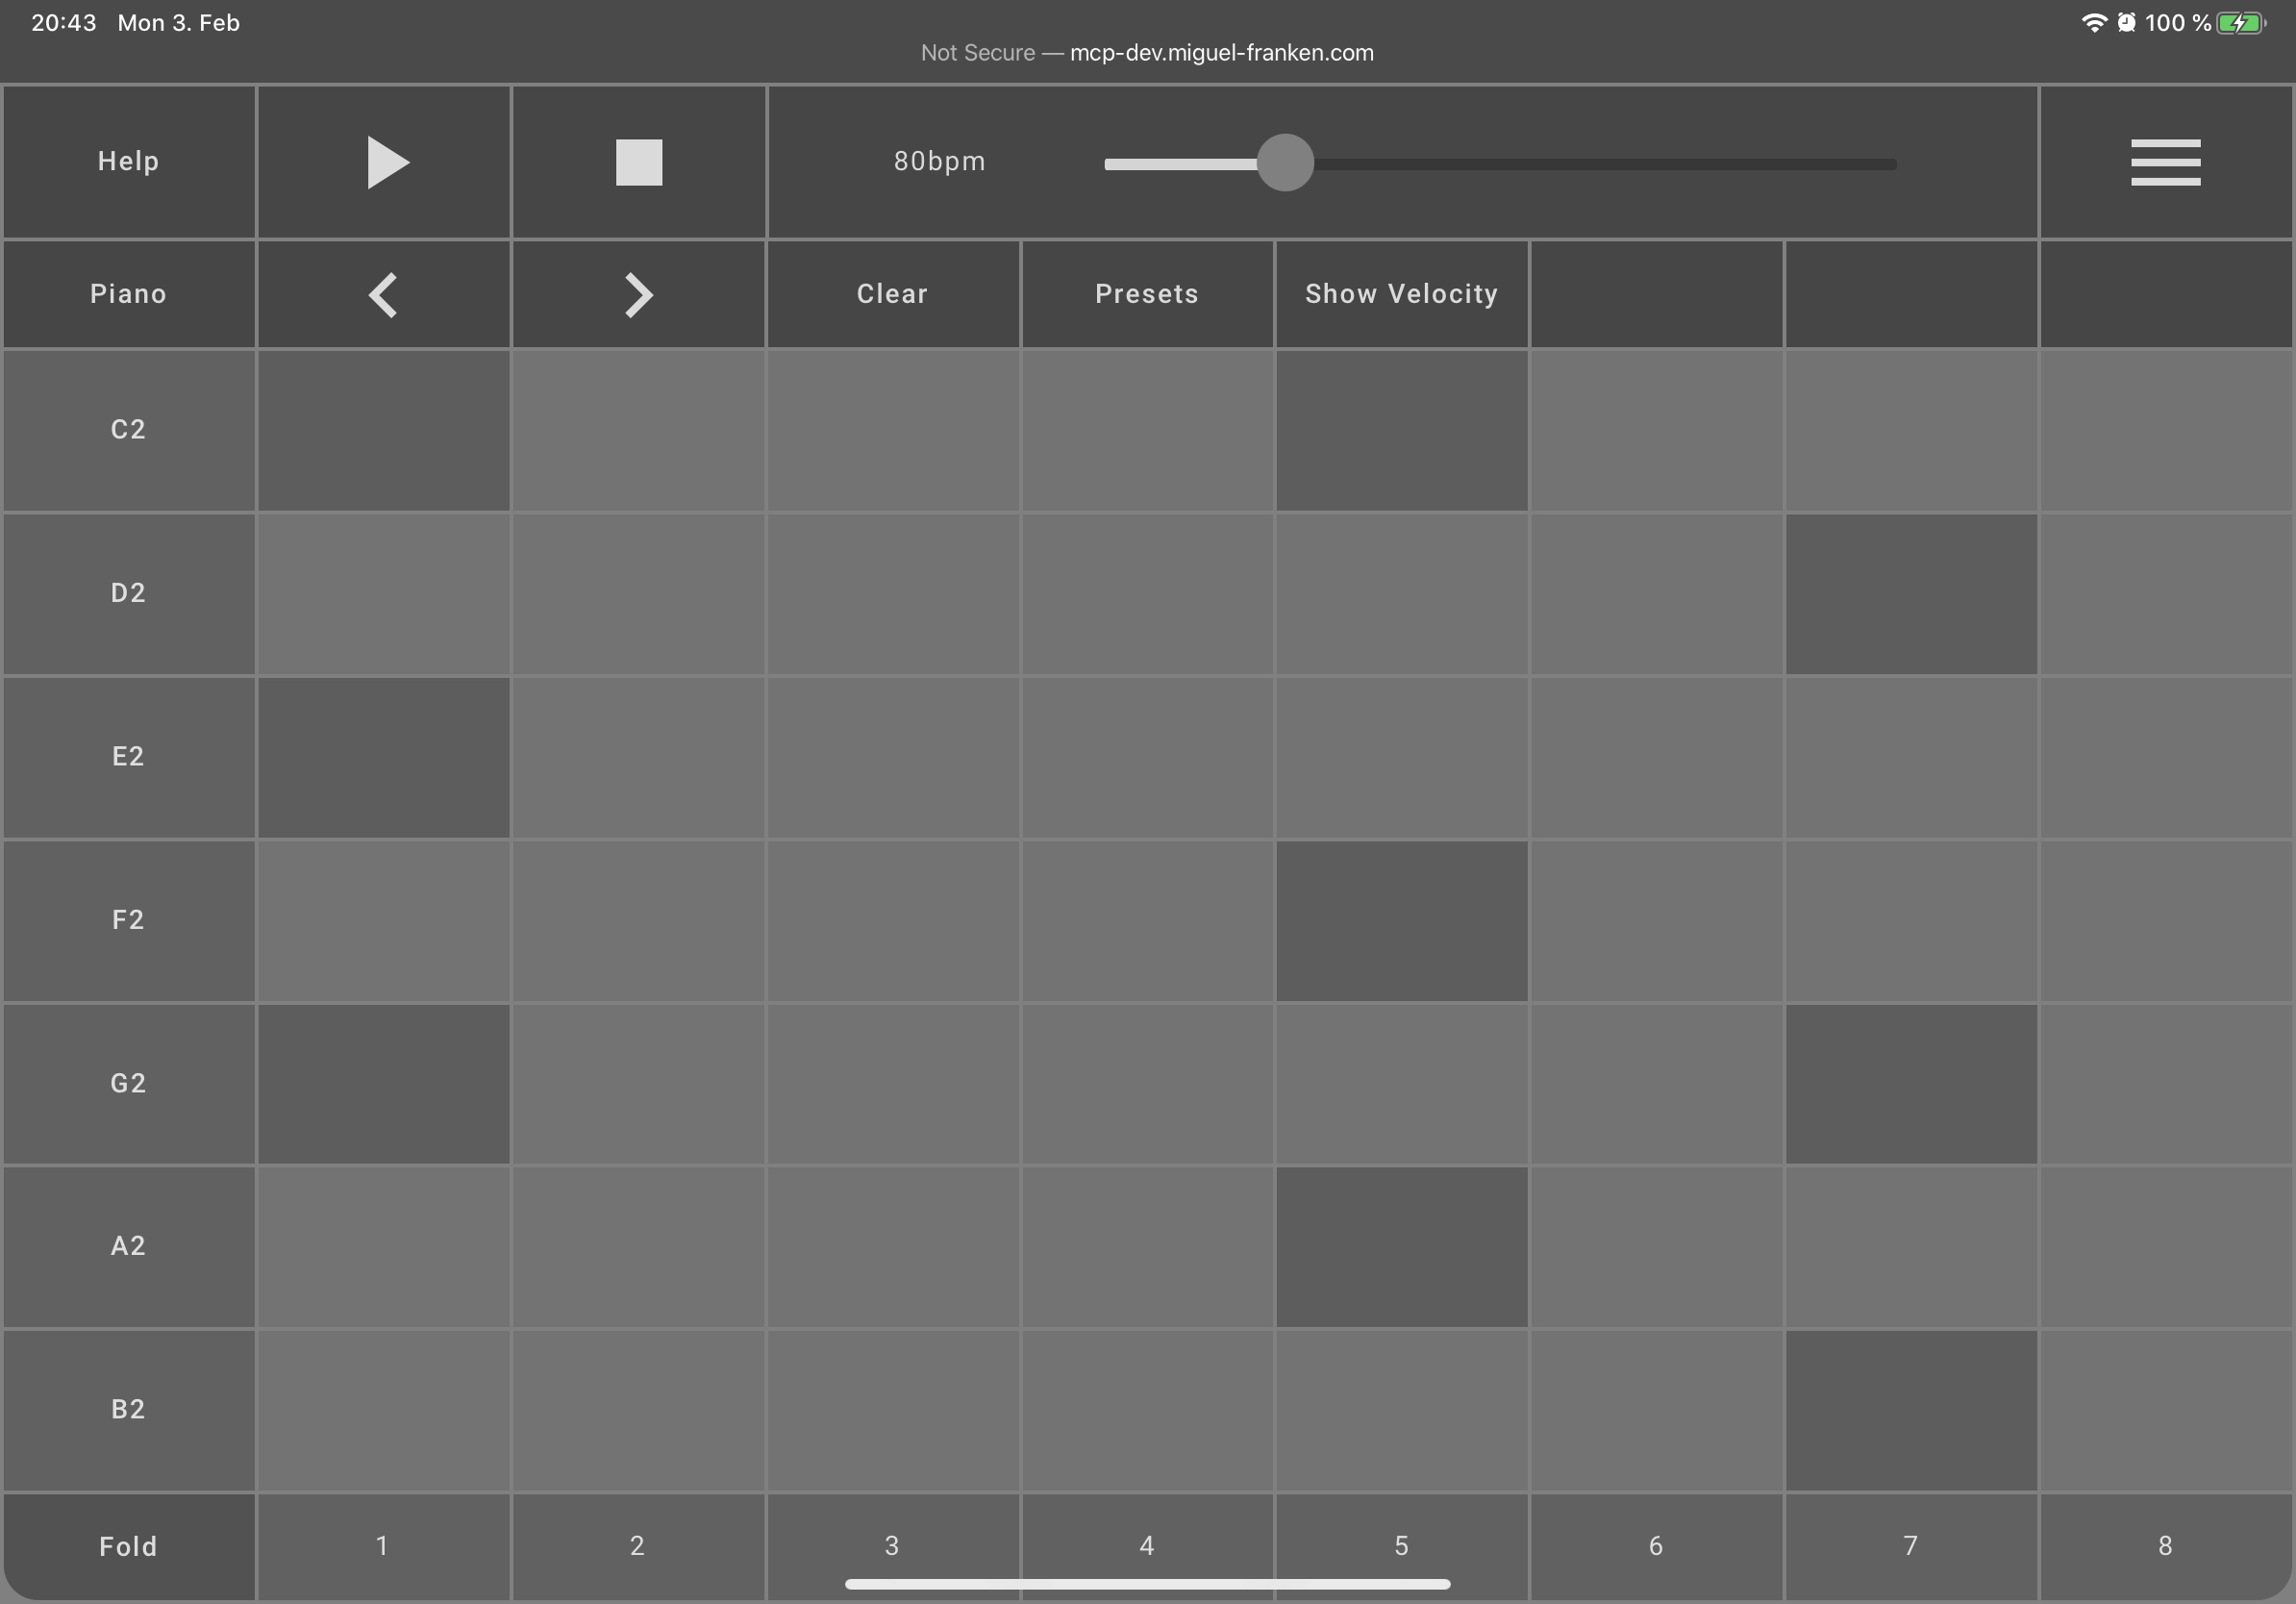 20:43 Mon 3. Feb
100 %
Not Secure — mcp-dev.miguel-franken.com
Help
80bpm
Piano
Clear
Presets
Show Velocity
C2
D2
E2
F2
G2
A2
B2
Fold
1
2
3
4
5
6
7
8